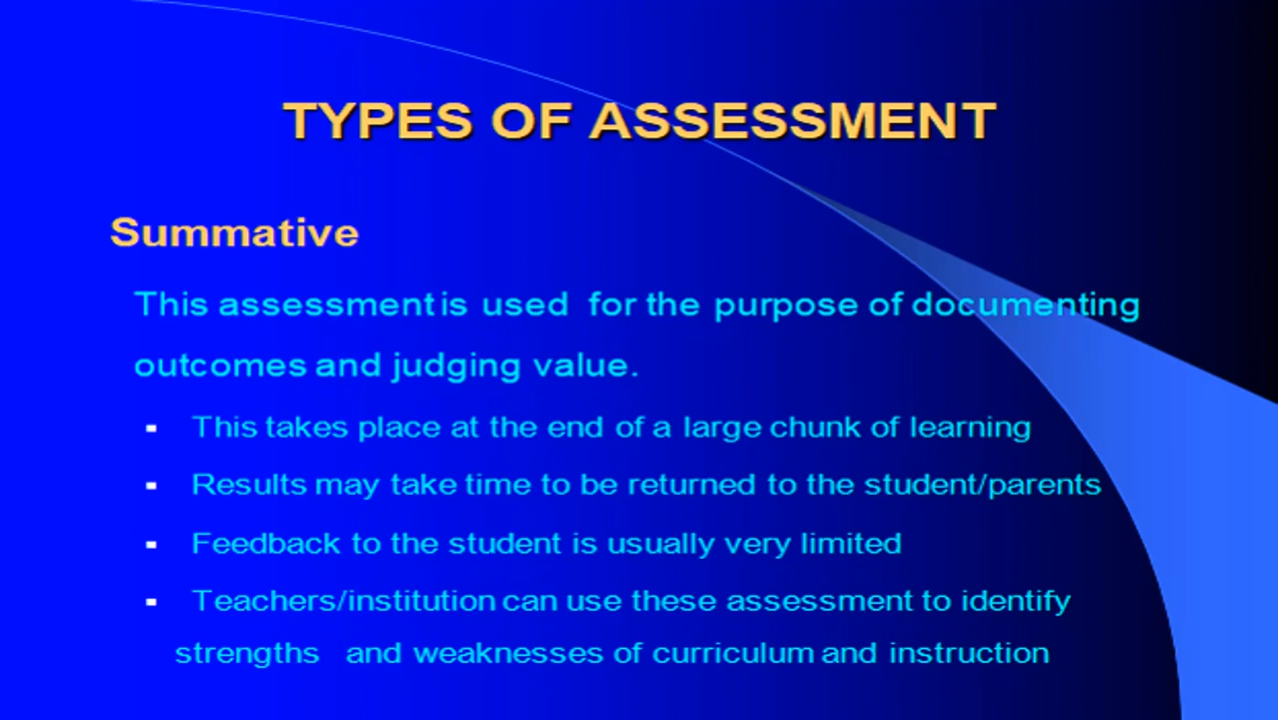 TYPES OF ASSESSMENT
Summative
This assessment is used for the purpose of documenting
outcomes and judging value.
▪ This takes place at the end of a large chunk of learning
▪ Results may take time to be returned to the student/parents
▪ Feedback to the student is usually very limited
▪ Teachers/institution can use these assessment to identify
strengths and weaknesses of curriculum and instruction